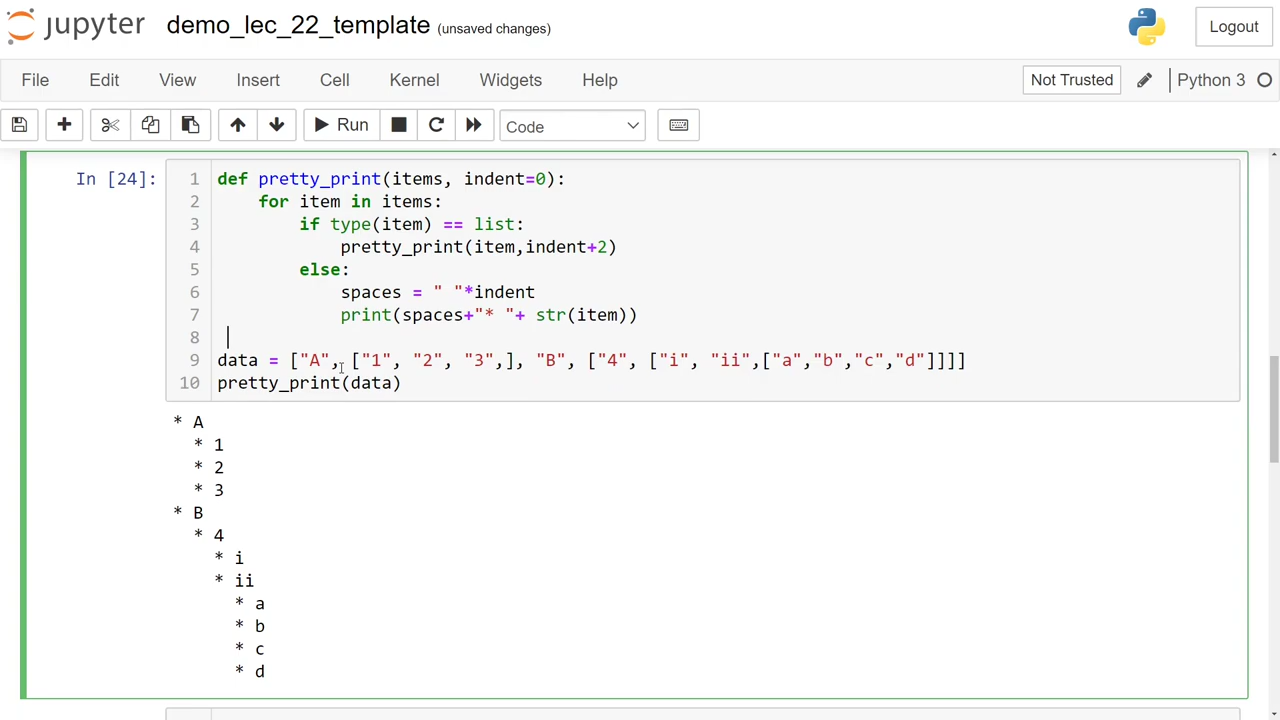 jupyter demo_lec_22_template (unsaved changes) Logout
File Edit View Insert Cell Kernel Widgets Help Not Trusted Python 3
Run Code
In [24]:
1 def pretty_print(items, indent=0):
2     for item in items:
3         if type(item) == list:
4             pretty_print(item,indent+2)
5         else:
6             spaces = " "*indent
7             print(spaces+"* "+ str(item))
8
9 data = ["A", ["1", "2", "3",], "B", ["4", ["i", "ii",["a","b","c","d"]]]]
10 pretty_print(data)
* A
  * 1
  * 2
  * 3
* B
  * 4
    * i
    * ii
      * a
      * b
      * c
      * d